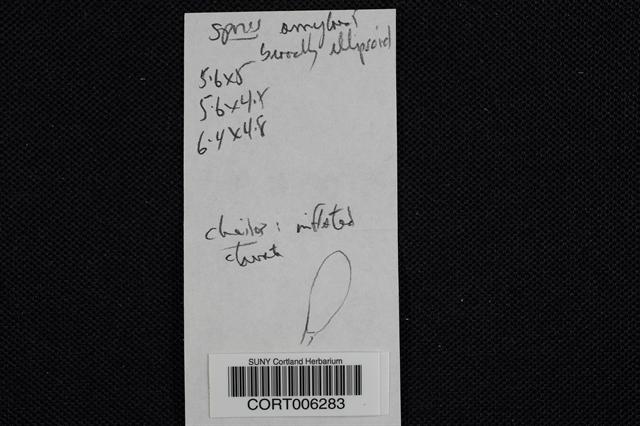 spores amyloid
broadly ellipsoid
5.6x5
5.6x4.8
6.4x4.8
cheilos: inflated
clavate
SUNY Cortland Herbarium
CORT006283